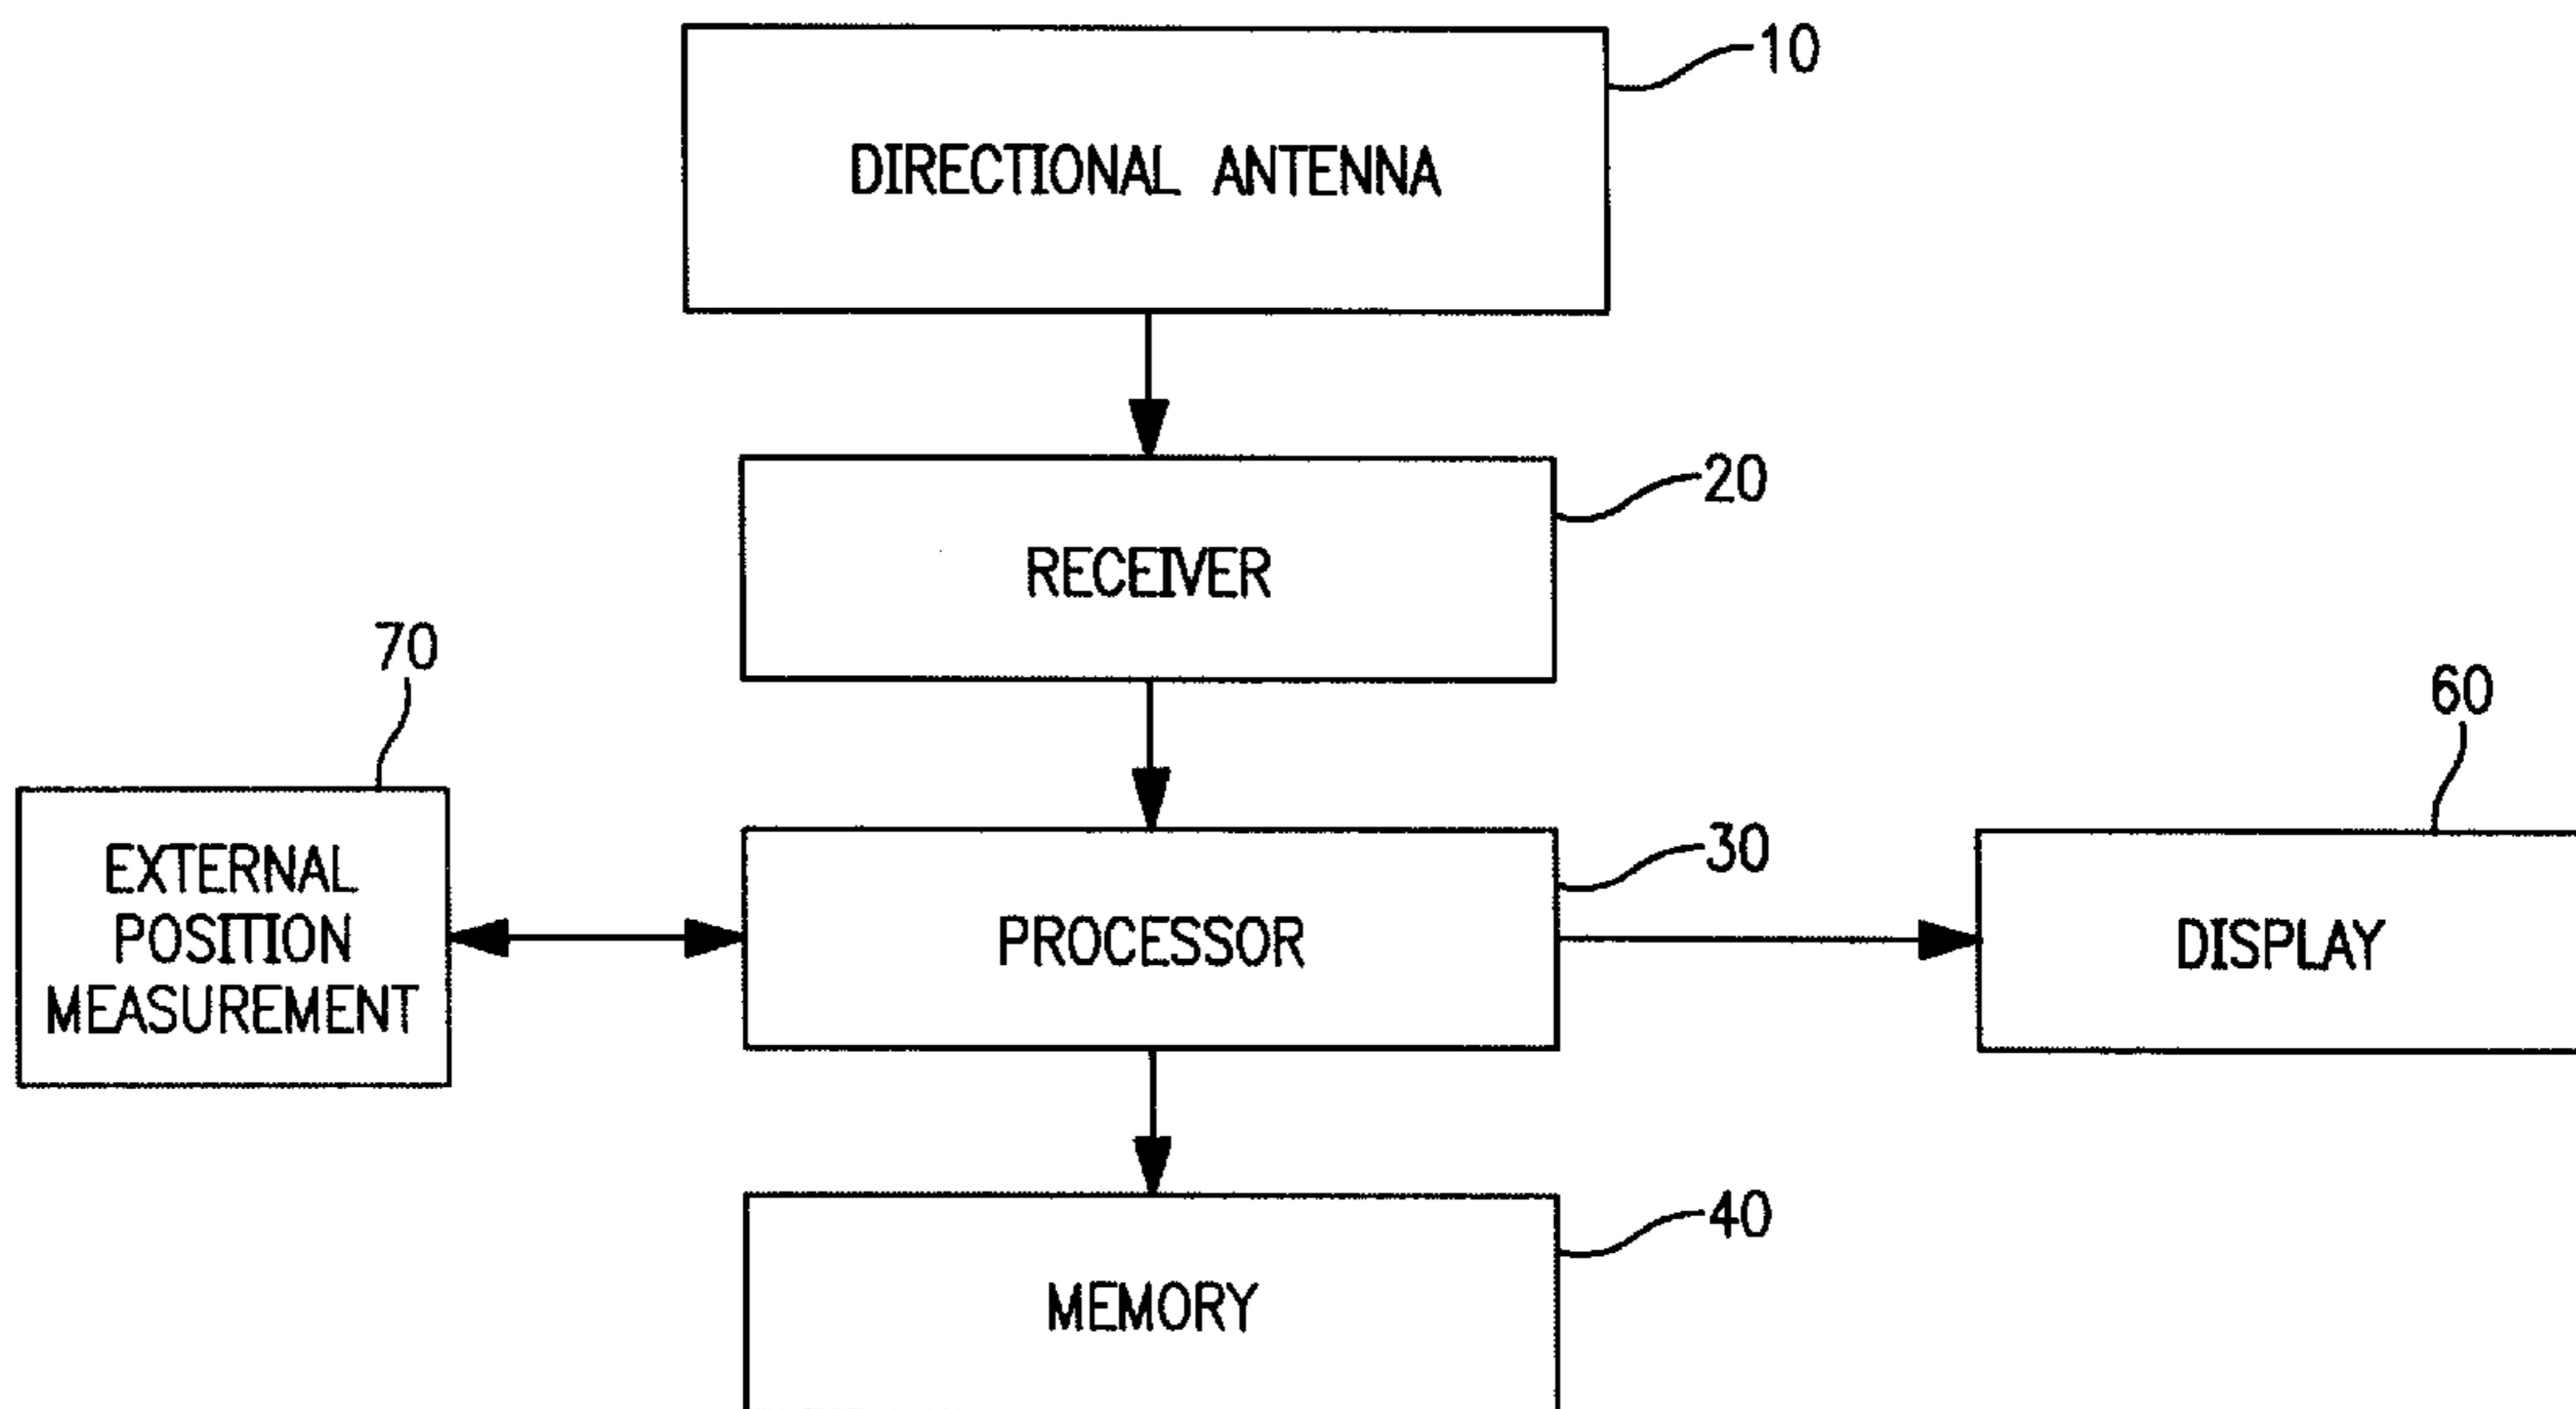 10
DIRECTIONAL ANTENNA
20
RECEIVER
70
60
EXTERNAL
POSITION
MEASUREMENT
30
PROCESSOR
DISPLAY
40
MEMORY